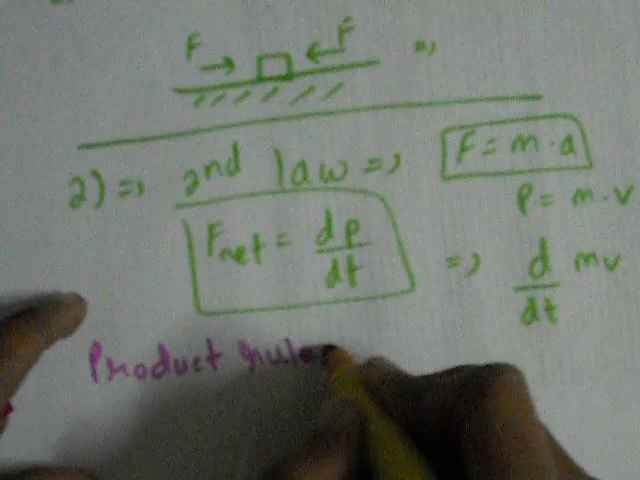 F → ← F =,
2) => 2nd law =>
F = m · a
P = m · v
Fnet = dp/dt => d/dt mv
Product rule